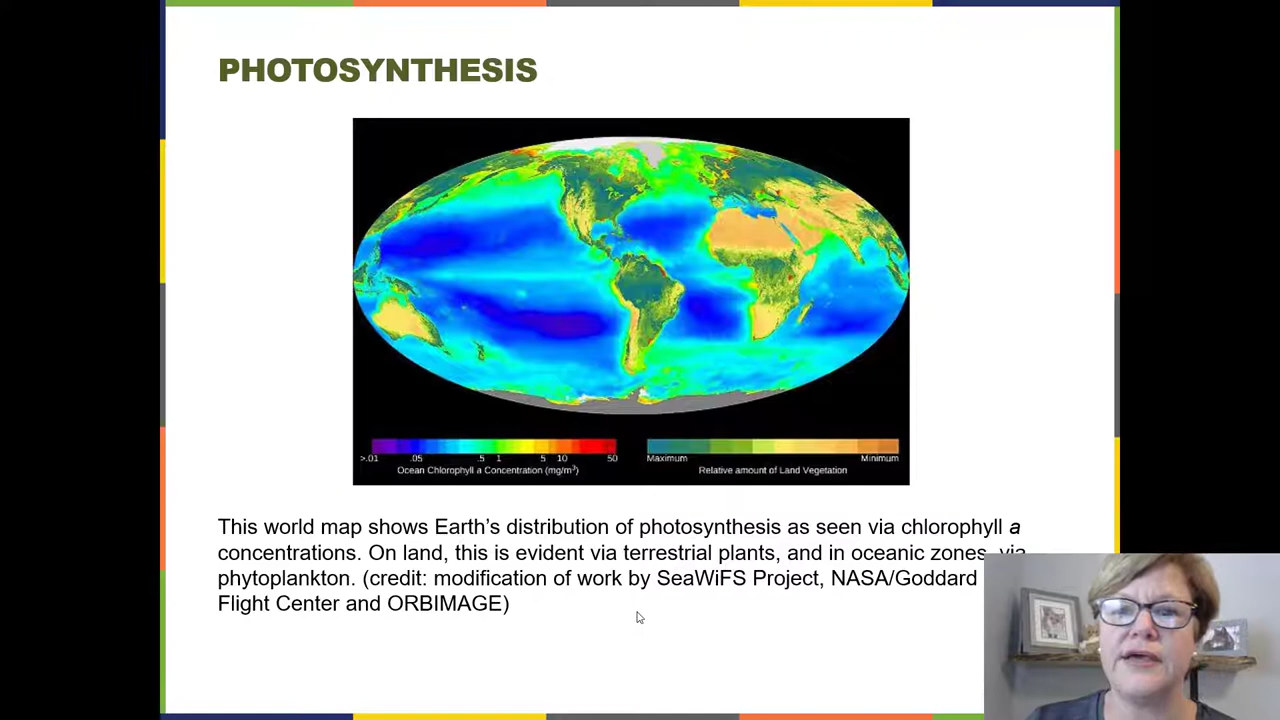 PHOTOSYNTHESIS
>.01 .05 .5 1 5 10 50
Ocean Chlorophyll a Concentration (mg/m³)
Maximum Minimum
Relative amount of Land Vegetation
This world map shows Earth’s distribution of photosynthesis as seen via chlorophyll a
concentrations. On land, this is evident via terrestrial plants, and in oceanic zones, via
phytoplankton. (credit: modification of work by SeaWiFS Project, NASA/Goddard
Flight Center and ORBIMAGE)